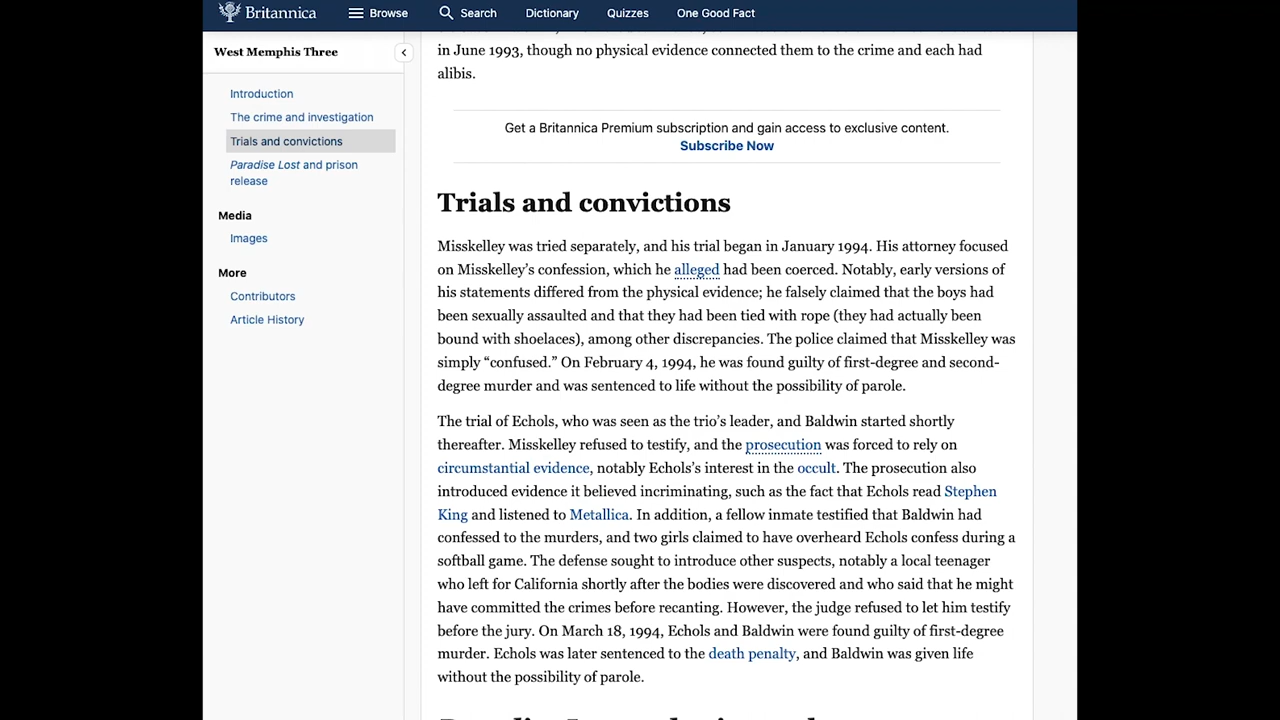 Britannica
Browse
Search
Dictionary
Quizzes
One Good Fact
West Memphis Three
Introduction
The crime and investigation
Trials and convictions
Paradise Lost and prison
release
Media
Images
More
Contributors
Article History
in June 1993, though no physical evidence connected them to the crime and each had
alibis.
Get a Britannica Premium subscription and gain access to exclusive content.
Subscribe Now
Trials and convictions
Misskelley was tried separately, and his trial began in January 1994. His attorney focused
on Misskelley’s confession, which he alleged had been coerced. Notably, early versions of
his statements differed from the physical evidence; he falsely claimed that the boys had
been sexually assaulted and that they had been tied with rope (they had actually been
bound with shoelaces), among other discrepancies. The police claimed that Misskelley was
simply “confused.” On February 4, 1994, he was found guilty of first-degree and second-
degree murder and was sentenced to life without the possibility of parole.
The trial of Echols, who was seen as the trio’s leader, and Baldwin started shortly
thereafter. Misskelley refused to testify, and the prosecution was forced to rely on
circumstantial evidence, notably Echols’s interest in the occult. The prosecution also
introduced evidence it believed incriminating, such as the fact that Echols read Stephen
King and listened to Metallica. In addition, a fellow inmate testified that Baldwin had
confessed to the murders, and two girls claimed to have overheard Echols confess during a
softball game. The defense sought to introduce other suspects, notably a local teenager
who left for California shortly after the bodies were discovered and who said that he might
have committed the crimes before recanting. However, the judge refused to let him testify
before the jury. On March 18, 1994, Echols and Baldwin were found guilty of first-degree
murder. Echols was later sentenced to the death penalty, and Baldwin was given life
without the possibility of parole.